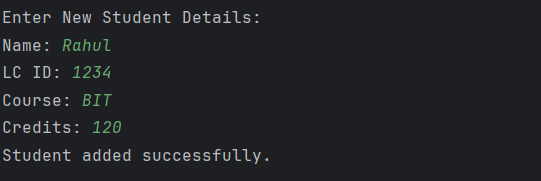 Enter New Student Details:
Name: Rahul
LC ID: 1234
Course: BIT
Credits: 120
Student added successfully.